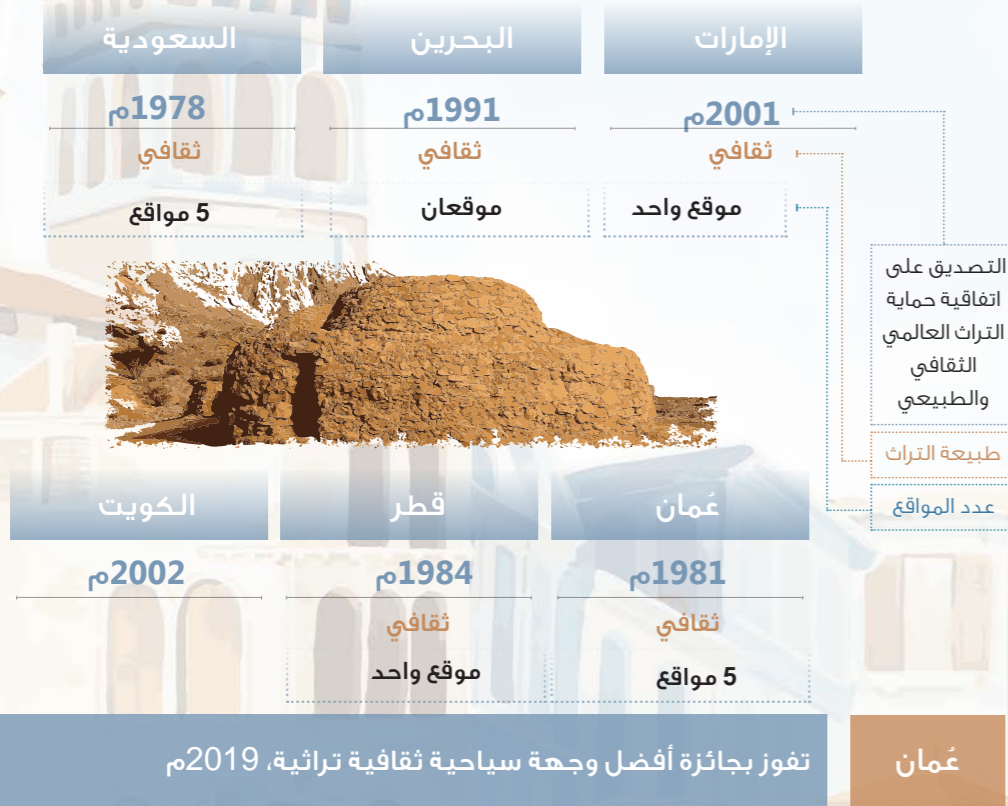 الإمارات
البحرين
السعودية
2001م
1991م
1978م
ثقافي
ثقافي
ثقافي
موقع واحد
موقعان
5 مواقع
التصديق على
اتفاقية حماية
التراث العالمي
الثقافي
والطبيعي
طبيعة التراث
عدد المواقع
عُمان
قطر
الكويت
1981م
1984م
2002م
ثقافي
ثقافي
5 مواقع
موقع واحد
عُمان
تفوز بجائزة أفضل وجهة سياحية ثقافية تراثية، 2019م